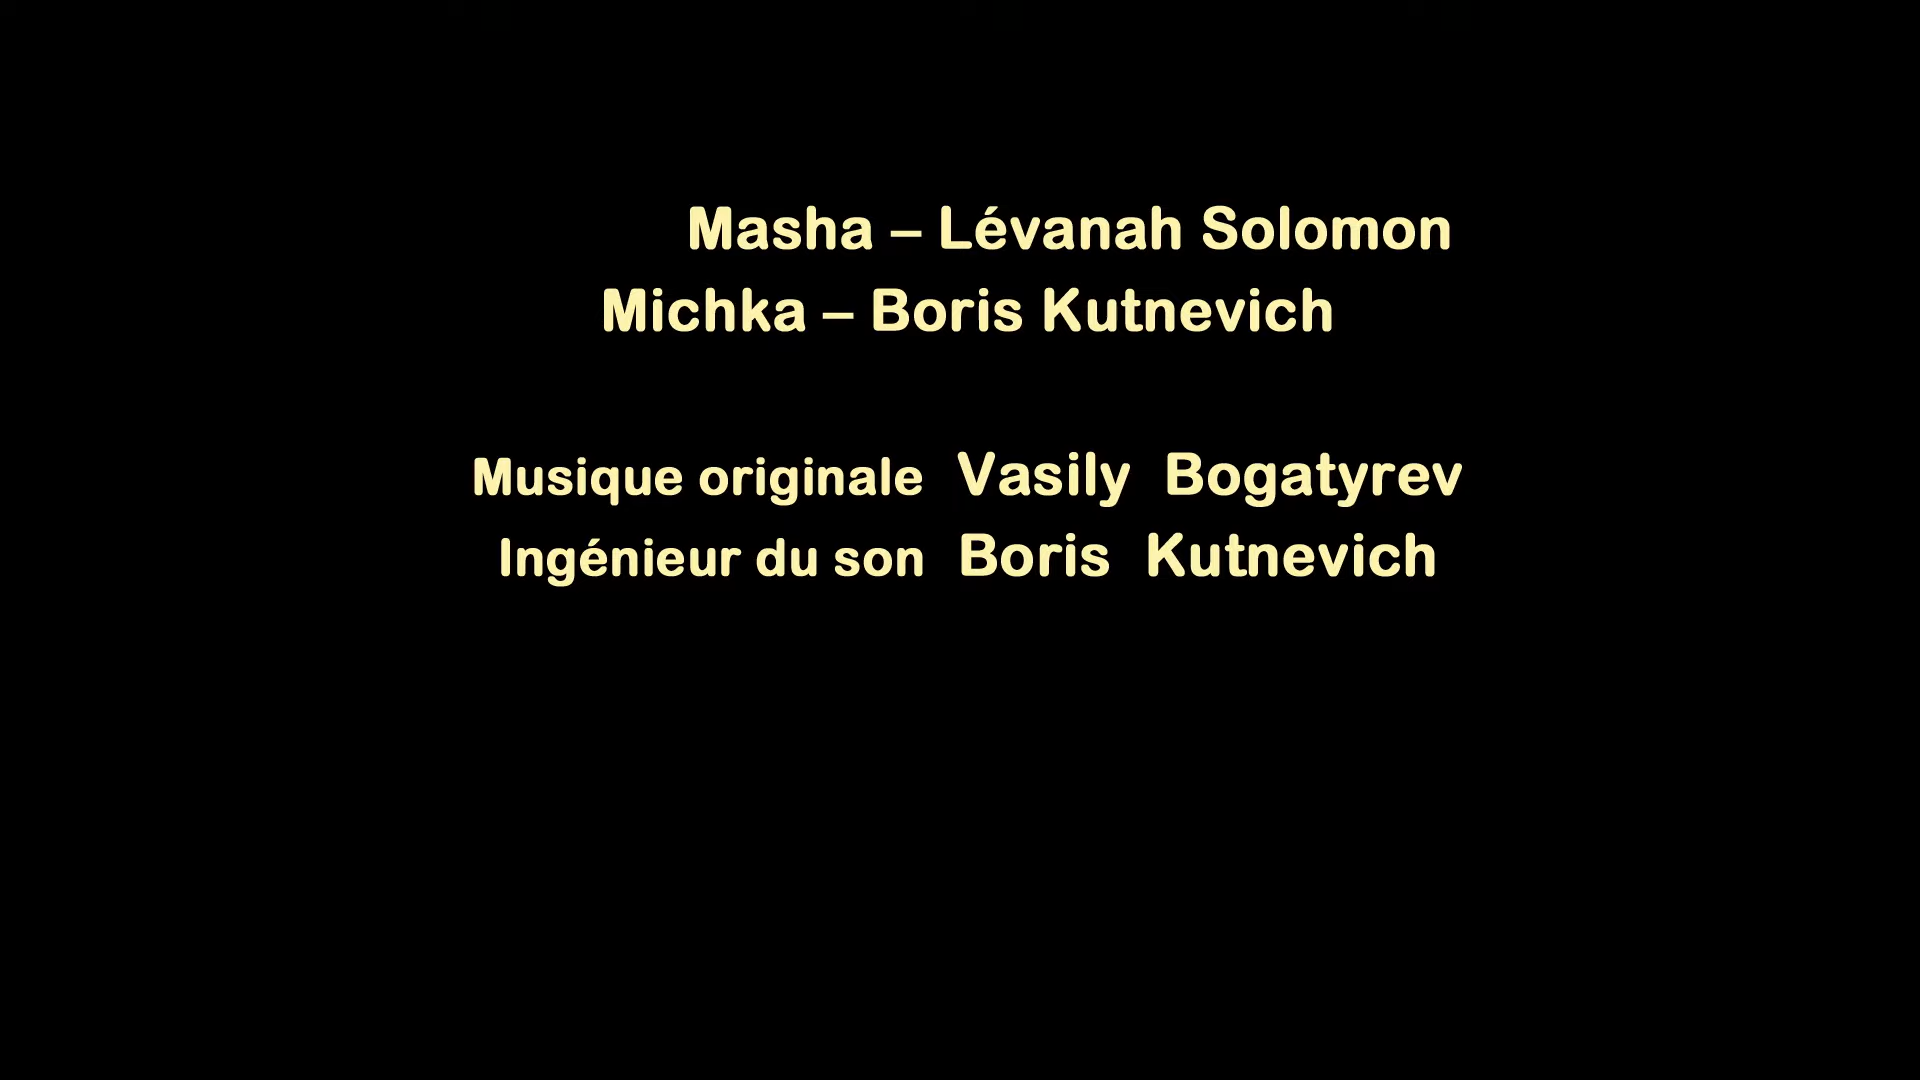 Masha – Lévanah Solomon
Michka – Boris Kutnevich
Musique originale Vasily Bogatyrev
Ingénieur du son Boris Kutnevich